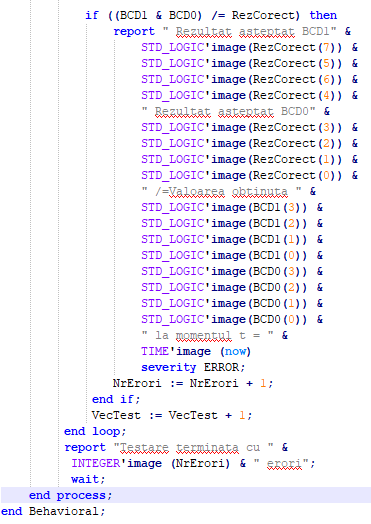 if ((BCD1 & BCD0) /= RezCorect) then
report " Rezultat asteptat BCD1" &
STD_LOGIC'image(RezCorect(7)) &
STD_LOGIC'image(RezCorect(5)) &
STD_LOGIC'image(RezCorect(6)) &
STD_LOGIC'image(RezCorect(4)) &
" Rezultat asteptat BCD0" &
STD_LOGIC'image(RezCorect(3)) &
STD_LOGIC'image(RezCorect(2)) &
STD_LOGIC'image(RezCorect(1)) &
STD_LOGIC'image(RezCorect(0)) &
" /=Valoarea obtinuta " &
STD_LOGIC'image(BCD1(3)) &
STD_LOGIC'image(BCD1(2)) &
STD_LOGIC'image(BCD1(1)) &
STD_LOGIC'image(BCD1(0)) &
STD_LOGIC'image(BCD0(3)) &
STD_LOGIC'image(BCD0(2)) &
STD_LOGIC'image(BCD0(1)) &
STD_LOGIC'image(BCD0(0)) &
" la momentul t = " &
TIME'image (now)
severity ERROR;
NrErori := NrErori + 1;
end if;
VecTest := VecTest + 1;
end loop;
report "Testare terminata cu " &
INTEGER'image (NrErori) & " erori";
wait;
end process;
end Behavioral;